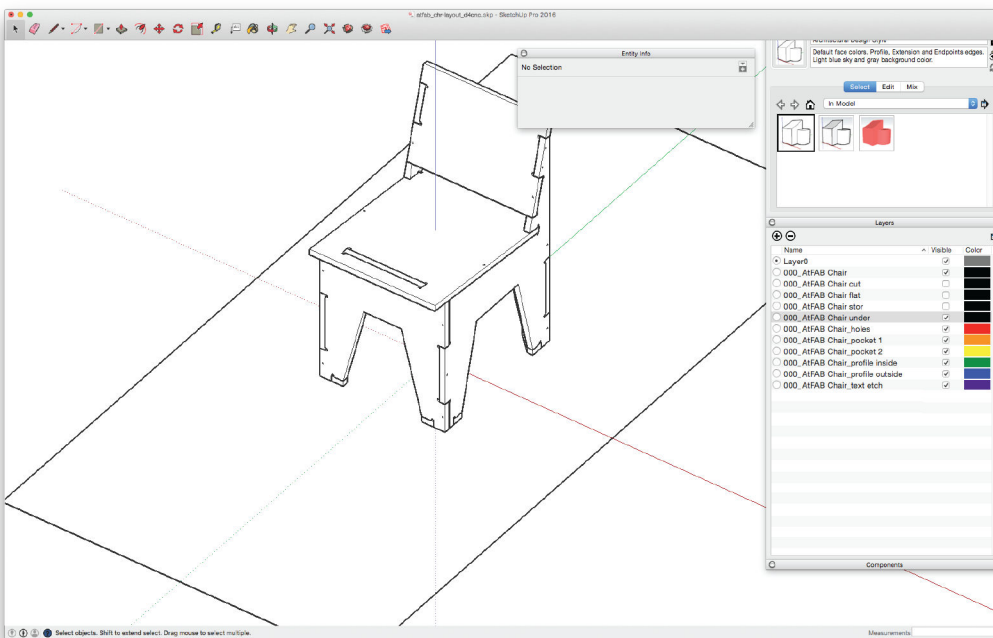 atfab_chr-layout_d4cnc.skp - SketchUp Pro 2016
Entity Info
No Selection
Architectural Design Style
Default face colors. Profile, Extension and Endpoints edges.
Light blue sky and gray background color.
Select Edit Mix
In Model
Layers
Name Visible Color
Layer0
000_AtFAB Chair
000_AtFAB Chair cut
000_AtFAB Chair flat
000_AtFAB Chair stor
000_AtFAB Chair under
000_AtFAB Chair_holes
000_AtFAB Chair_pocket 1
000_AtFAB Chair_pocket 2
000_AtFAB Chair_profile inside
000_AtFAB Chair_profile outside
000_AtFAB Chair_text etch
Components
Select objects. Shift to extend select. Drag mouse to select multiple.
Measurements